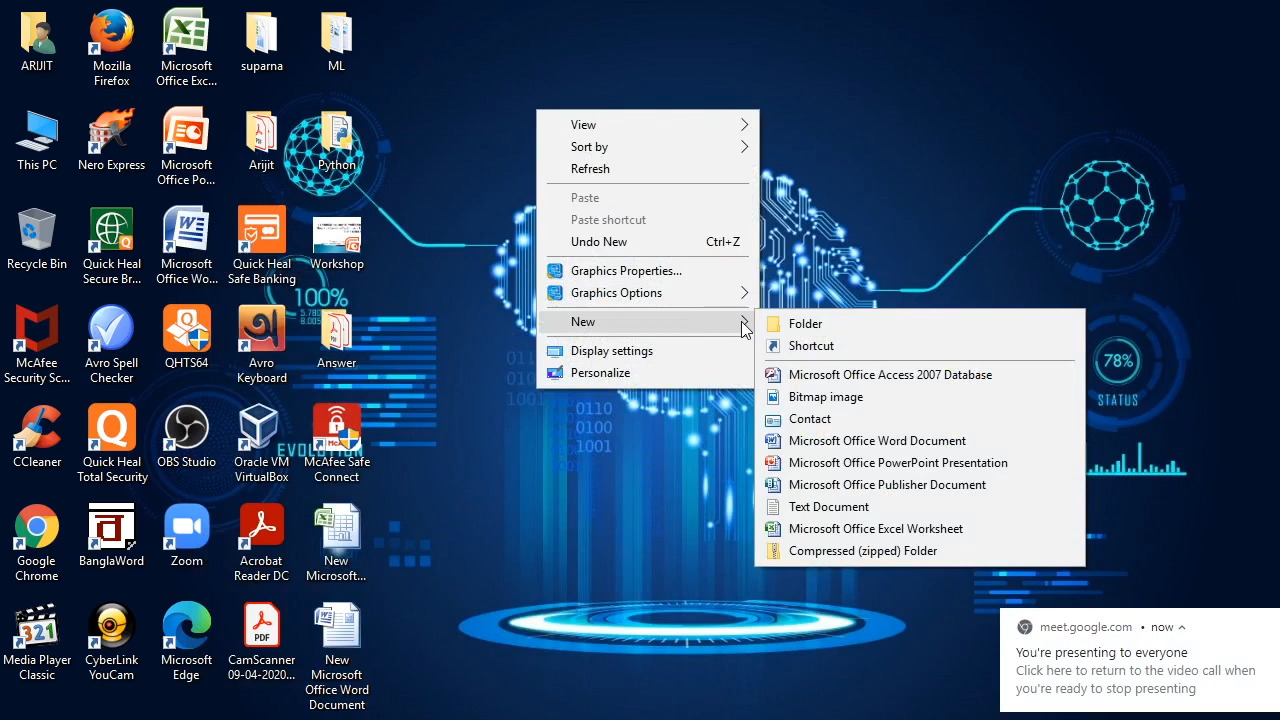 ARIJIT
Mozilla
Firefox
Microsoft
Office Exc...
suparna
ML
This PC
Nero Express
Microsoft
Office Po...
Arijit
Python
Recycle Bin
Quick Heal
Secure Br...
Microsoft
Office Wo...
Quick Heal
Safe Banking
Workshop
McAfee
Security Sc...
Avro Spell
Checker
QHTS64
Avro
Keyboard
Answer
CCleaner
Quick Heal
Total Security
OBS Studio
Oracle VM
VirtualBox
McAfee Safe
Connect
Google
Chrome
BanglaWord
Zoom
Acrobat
Reader DC
New
Microsoft...
Media Player
Classic
CyberLink
YouCam
Microsoft
Edge
CamScanner
09-04-2020...
New
Microsoft
Office Word
Document
View
Sort by
Refresh
Paste
Paste shortcut
Undo New Ctrl+Z
Graphics Properties...
Graphics Options
New
Display settings
Personalize
Folder
Shortcut
Microsoft Office Access 2007 Database
Bitmap image
Contact
Microsoft Office Word Document
Microsoft Office PowerPoint Presentation
Microsoft Office Publisher Document
Text Document
Microsoft Office Excel Worksheet
Compressed (zipped) Folder
100%
78%
STATUS
0110
0100
1001
meet.google.com • now
You're presenting to everyone
Click here to return to the video call when
you're ready to stop presenting